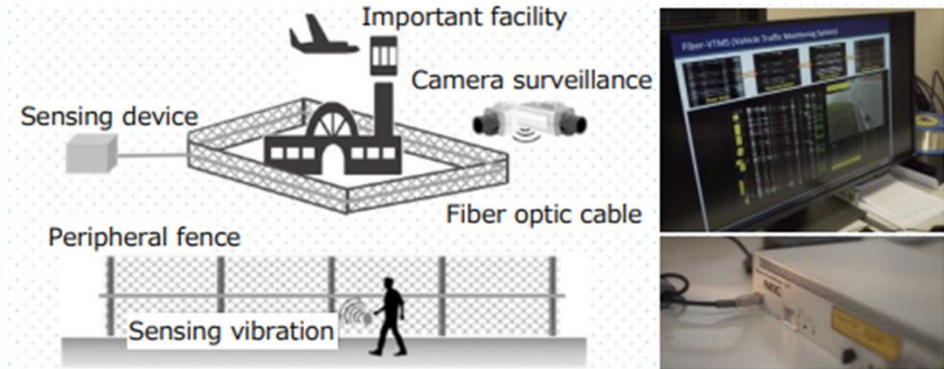 Important facility
Camera surveillance
Sensing device
Fiber optic cable
Peripheral fence
Sensing vibration
Fiber-VTMS (Vehicle Traffic Monitoring System)
NEC